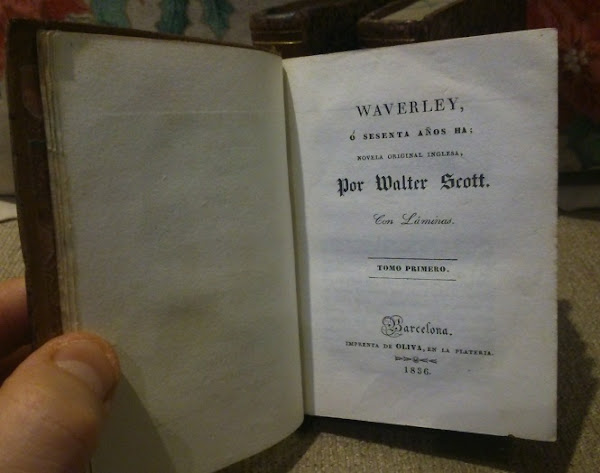 WAVERLEY,
Ó SESENTA AÑOS HA;
NOVELA ORIGINAL INGLESA,
Por Walter Scott.
Con Láminas.
TOMO PRIMERO.
Barcelona.
IMPRENTA DE OLIVA, EN LA PLATERIA.
1836.